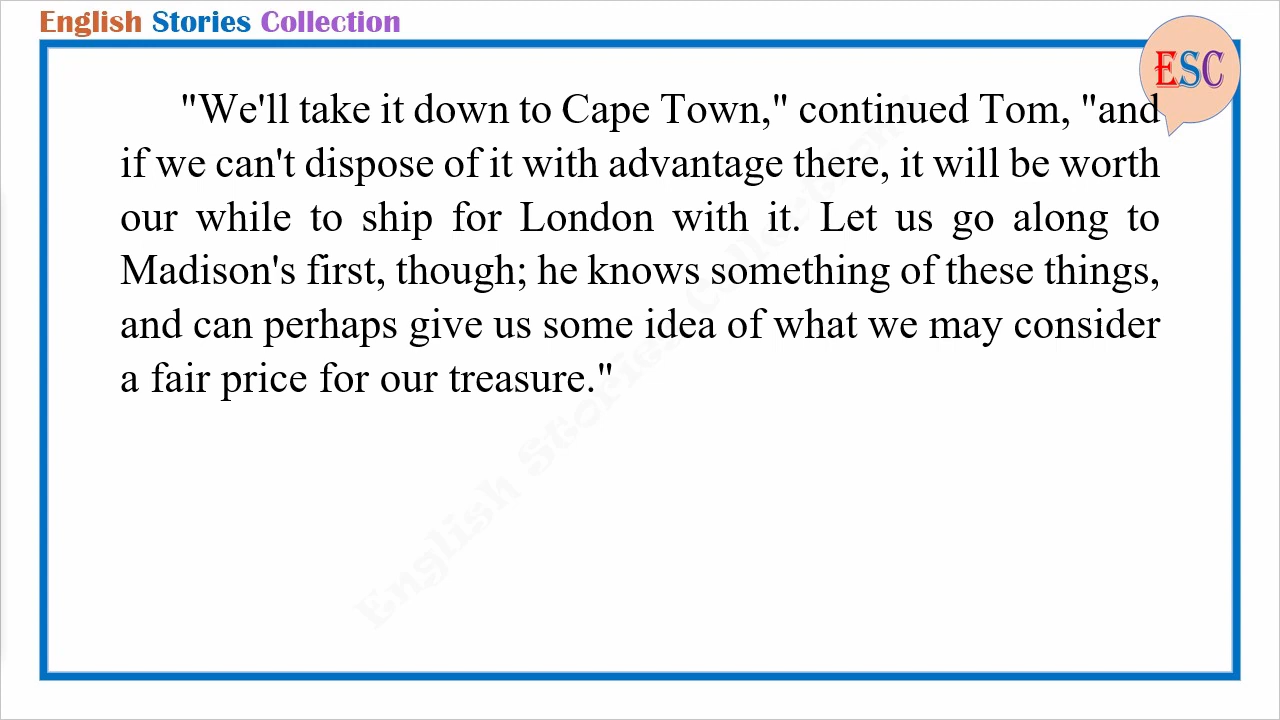 English Stories Collection
ESC
"We'll take it down to Cape Town," continued Tom, "and
if we can't dispose of it with advantage there, it will be worth
our while to ship for London with it. Let us go along to
Madison's first, though; he knows something of these things,
and can perhaps give us some idea of what we may consider
a fair price for our treasure."
English Stories Collection